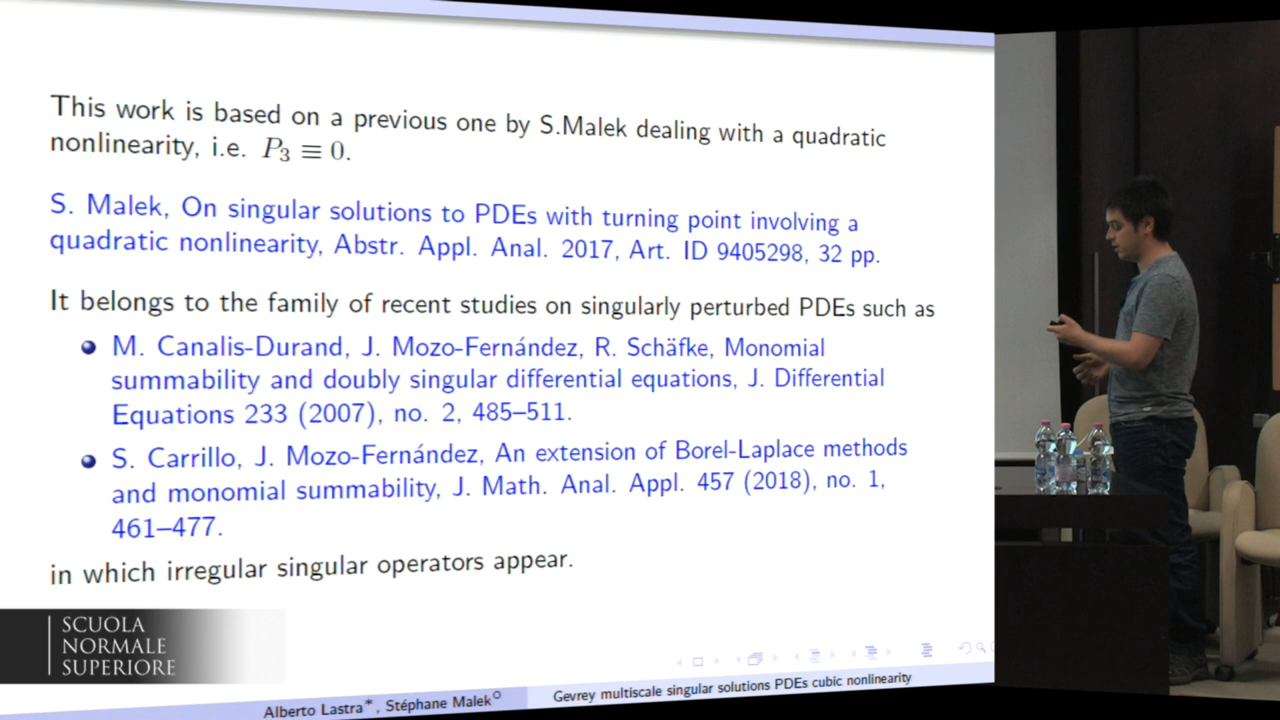 This work is based on a previous one by S.Malek dealing with a quadratic
nonlinearity, i.e. P₃ ≡ 0.
S. Malek, On singular solutions to PDEs with turning point involving a
quadratic nonlinearity, Abstr. Appl. Anal. 2017, Art. ID 9405298, 32 pp.
It belongs to the family of recent studies on singularly perturbed PDEs such as
M. Canalis-Durand, J. Mozo-Fernández, R. Schäfke, Monomial
summability and doubly singular differential equations, J. Differential
Equations 233 (2007), no. 2, 485–511.
S. Carrillo, J. Mozo-Fernández, An extension of Borel-Laplace methods
and monomial summability, J. Math. Anal. Appl. 457 (2018), no. 1,
461–477.
in which irregular singular operators appear.
SCUOLA
NORMALE
SUPERIORE
Alberto Lastra*, Stéphane Malek○
Gevrey multiscale singular solutions PDEs cubic nonlinearity